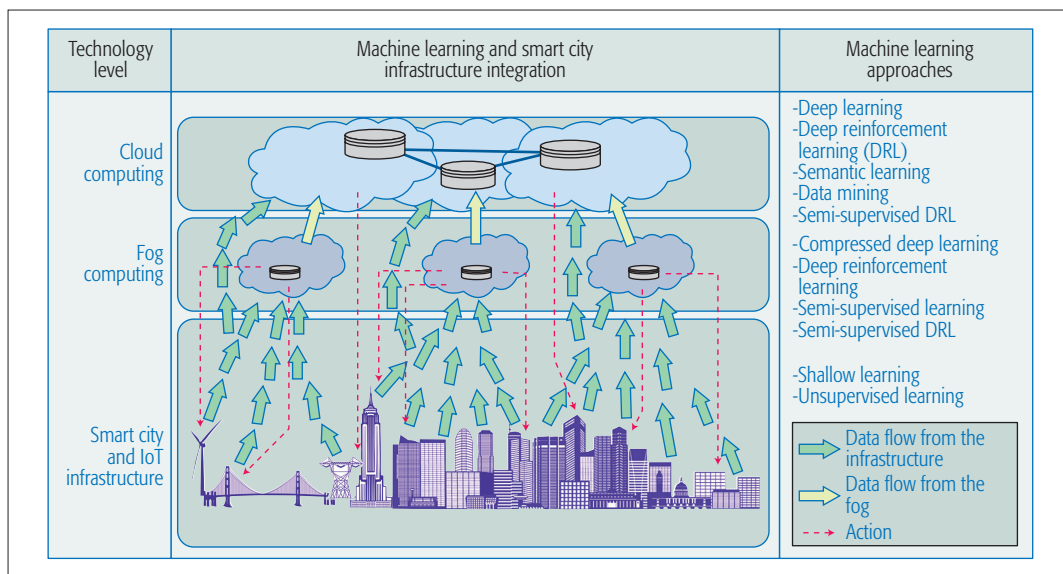 Technology
level
Machine learning and smart city
infrastructure integration
Machine learning
approaches
Cloud
computing
-Deep learning
-Deep reinforcement
learning (DRL)
-Semantic learning
-Data mining
-Semi-supervised DRL
Fog
computing
-Compressed deep learning
-Deep reinforcement
learning
-Semi-supervised learning
-Semi-supervised DRL
Smart city
and IoT
infrastructure
-Shallow learning
-Unsupervised learning
Data flow from the
infrastructure
Data flow from the
fog
Action